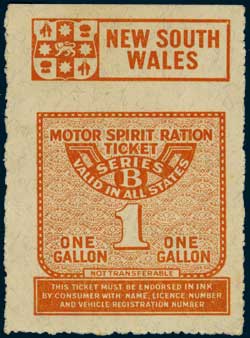 NEW SOUTH
WALES
MOTOR SPIRIT RATION
TICKET
SERIES
B
VALID IN ALL STATES
1
ONE GALLON
ONE GALLON
NOT TRANSFERABLE
THIS TICKET MUST BE ENDORSED IN INK
BY CONSUMER WITH NAME, LICENCE NUMBER
AND VEHICLE REGISTRATION NUMBER